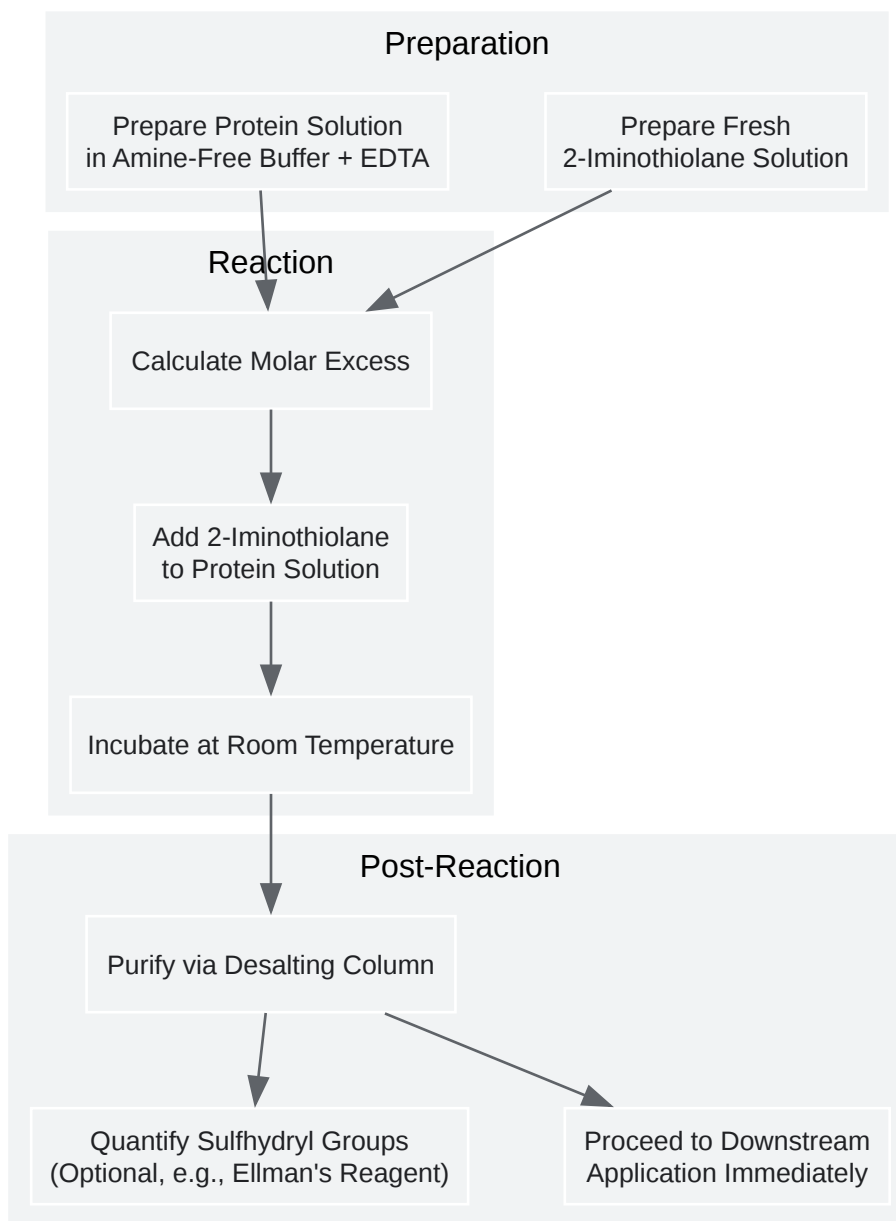 Preparation
Prepare Protein Solution
in Amine-Free Buffer + EDTA
Prepare Fresh
2-Iminothiolane Solution
Reaction
Calculate Molar Excess
Add 2-Iminothiolane
to Protein Solution
Incubate at Room Temperature
Post-Reaction
Purify via Desalting Column
Quantify Sulfhydryl Groups
(Optional, e.g., Ellman's Reagent)
Proceed to Downstream
Application Immediately